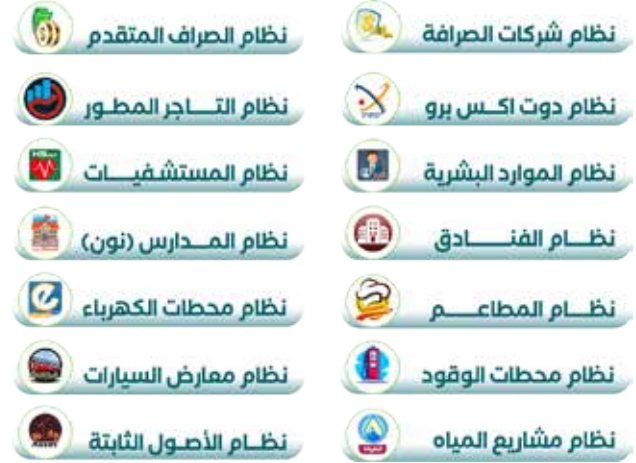 نظام شركات الصرافة
نظام الصراف المتقدم
نظام دوت اكس برو
نظام التاجر المطور
نظام الموارد البشرية
نظام المستشفيات
نظام الفنادق
نظام المدارس (نون)
نظام المطاعم
نظام محطات الكهرباء
نظام محطات الوقود
نظام معارض السيارات
نظام مشاريع المياه
نظام الأصول الثابتة